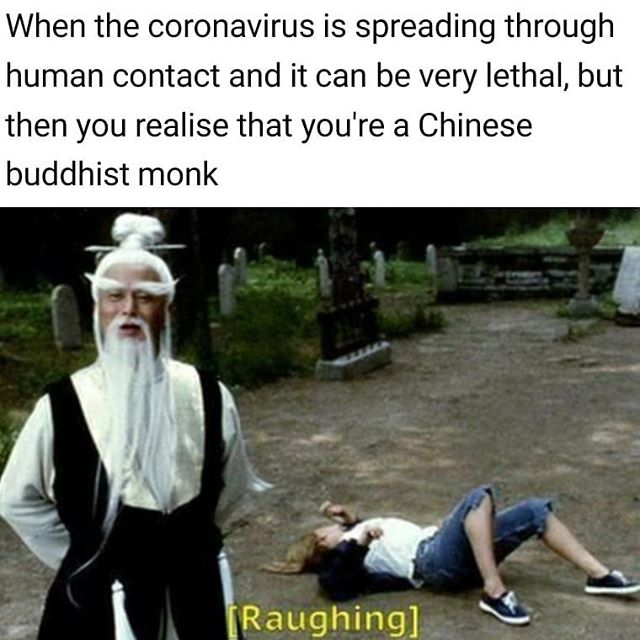 When the coronavirus is spreading through
human contact and it can be very lethal, but
then you realise that you're a Chinese
buddhist monk
[Raughing]